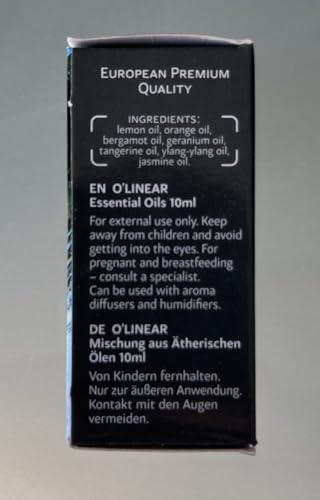 EUROPEAN PREMIUM
QUALITY
INGREDIENTS:
lemon oil, orange oil,
bergamot oil, geranium oil,
tangerine oil, ylang-ylang oil,
jasmine oil.
EN O'LINEAR
Essential Oils 10ml
For external use only. Keep
away from children and avoid
getting into the eyes. For
pregnant and breastfeeding
– consult a specialist.
Can be used with aroma
diffusers and humidifiers.
DE O'LINEAR
Mischung aus Ätherischen
Ölen 10ml
Von Kindern fernhalten.
Nur zur äußeren Anwendung.
Kontakt mit den Augen
vermeiden.